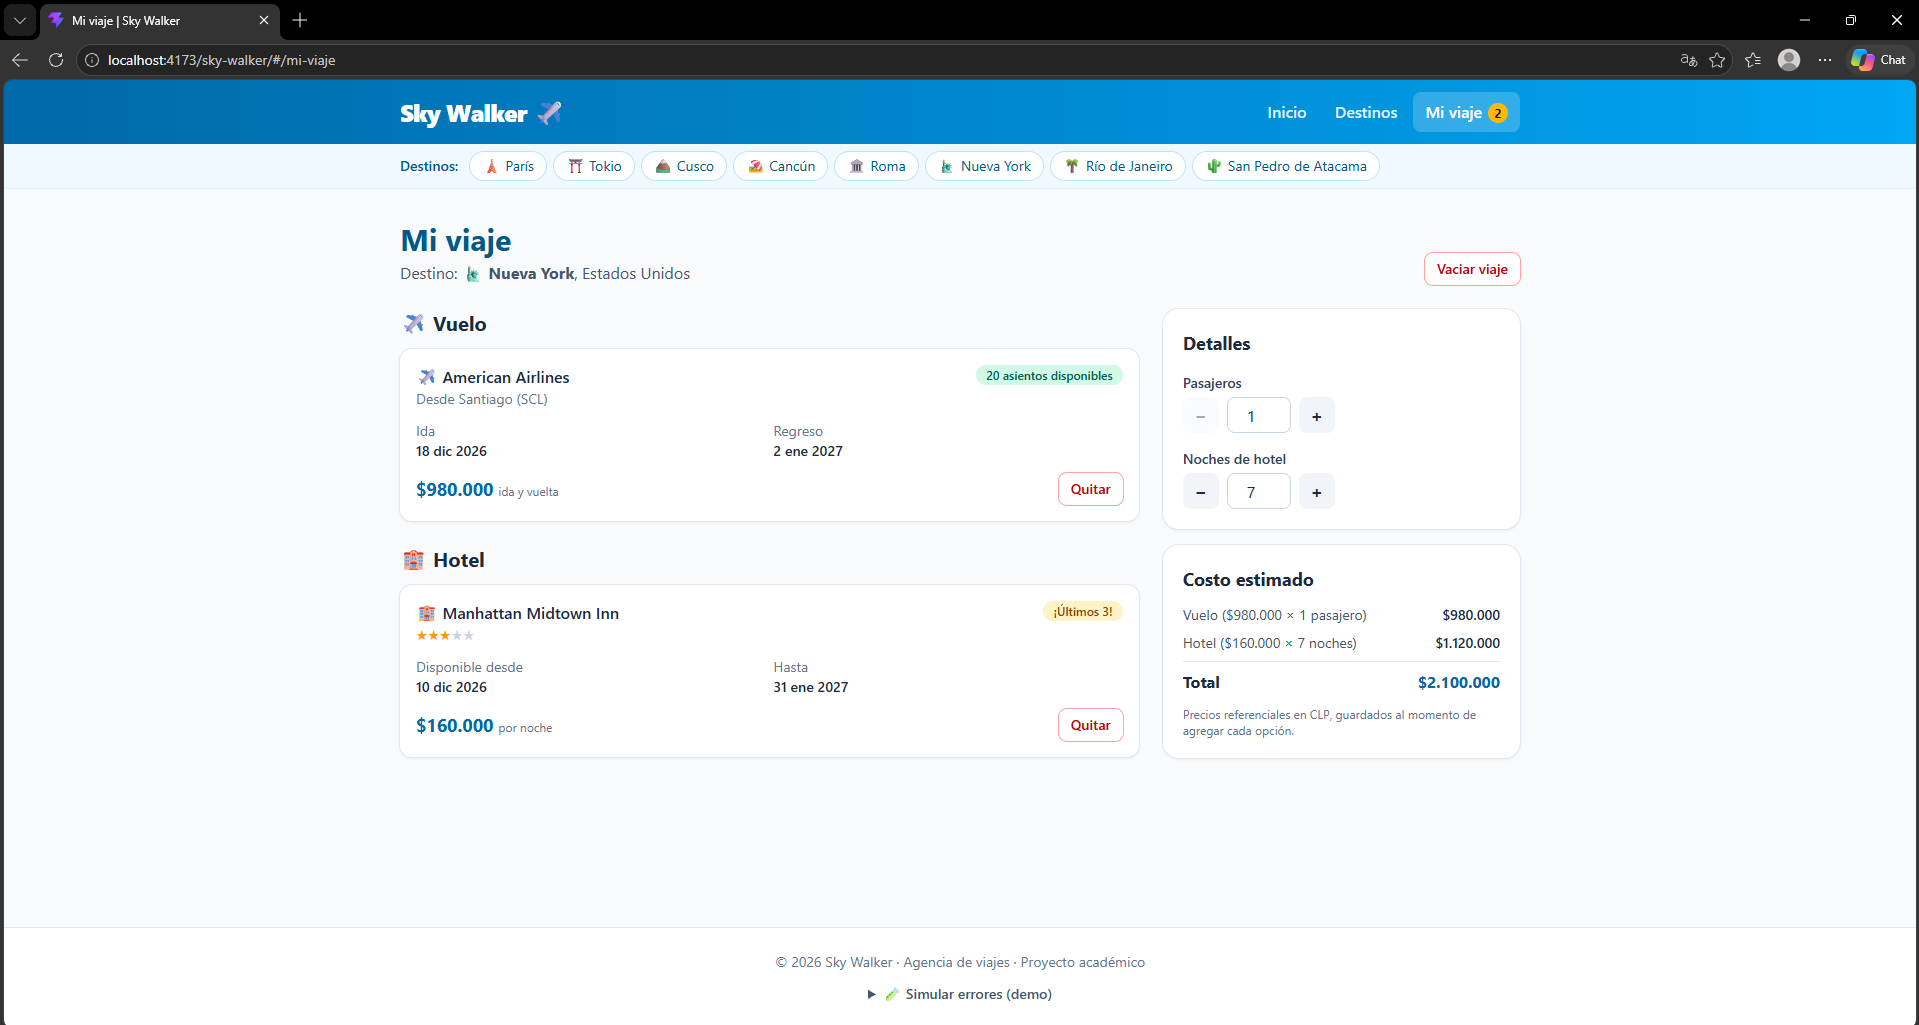 Mi viaje | Sky Walker
localhost:4173/sky-walker/#/mi-viaje
Chat
Sky Walker
Inicio
Destinos
Mi viaje 2
Destinos:
París
Tokio
Cusco
Cancún
Roma
Nueva York
Río de Janeiro
San Pedro de Atacama
Mi viaje
Destino: Nueva York, Estados Unidos
Vaciar viaje
Vuelo
American Airlines
20 asientos disponibles
Desde Santiago (SCL)
Ida
Regreso
18 dic 2026
2 ene 2027
$980.000 ida y vuelta
Quitar
Hotel
Manhattan Midtown Inn
¡Últimos 3!
★★★★★
Disponible desde
Hasta
10 dic 2026
31 ene 2027
$160.000 por noche
Quitar
Detalles
Pasajeros
− 1 +
Noches de hotel
− 7 +
Costo estimado
Vuelo ($980.000 × 1 pasajero) $980.000
Hotel ($160.000 × 7 noches) $1.120.000
Total $2.100.000
Precios referenciales en CLP, guardados al momento de
agregar cada opción.
© 2026 Sky Walker · Agencia de viajes · Proyecto académico
Simular errores (demo)